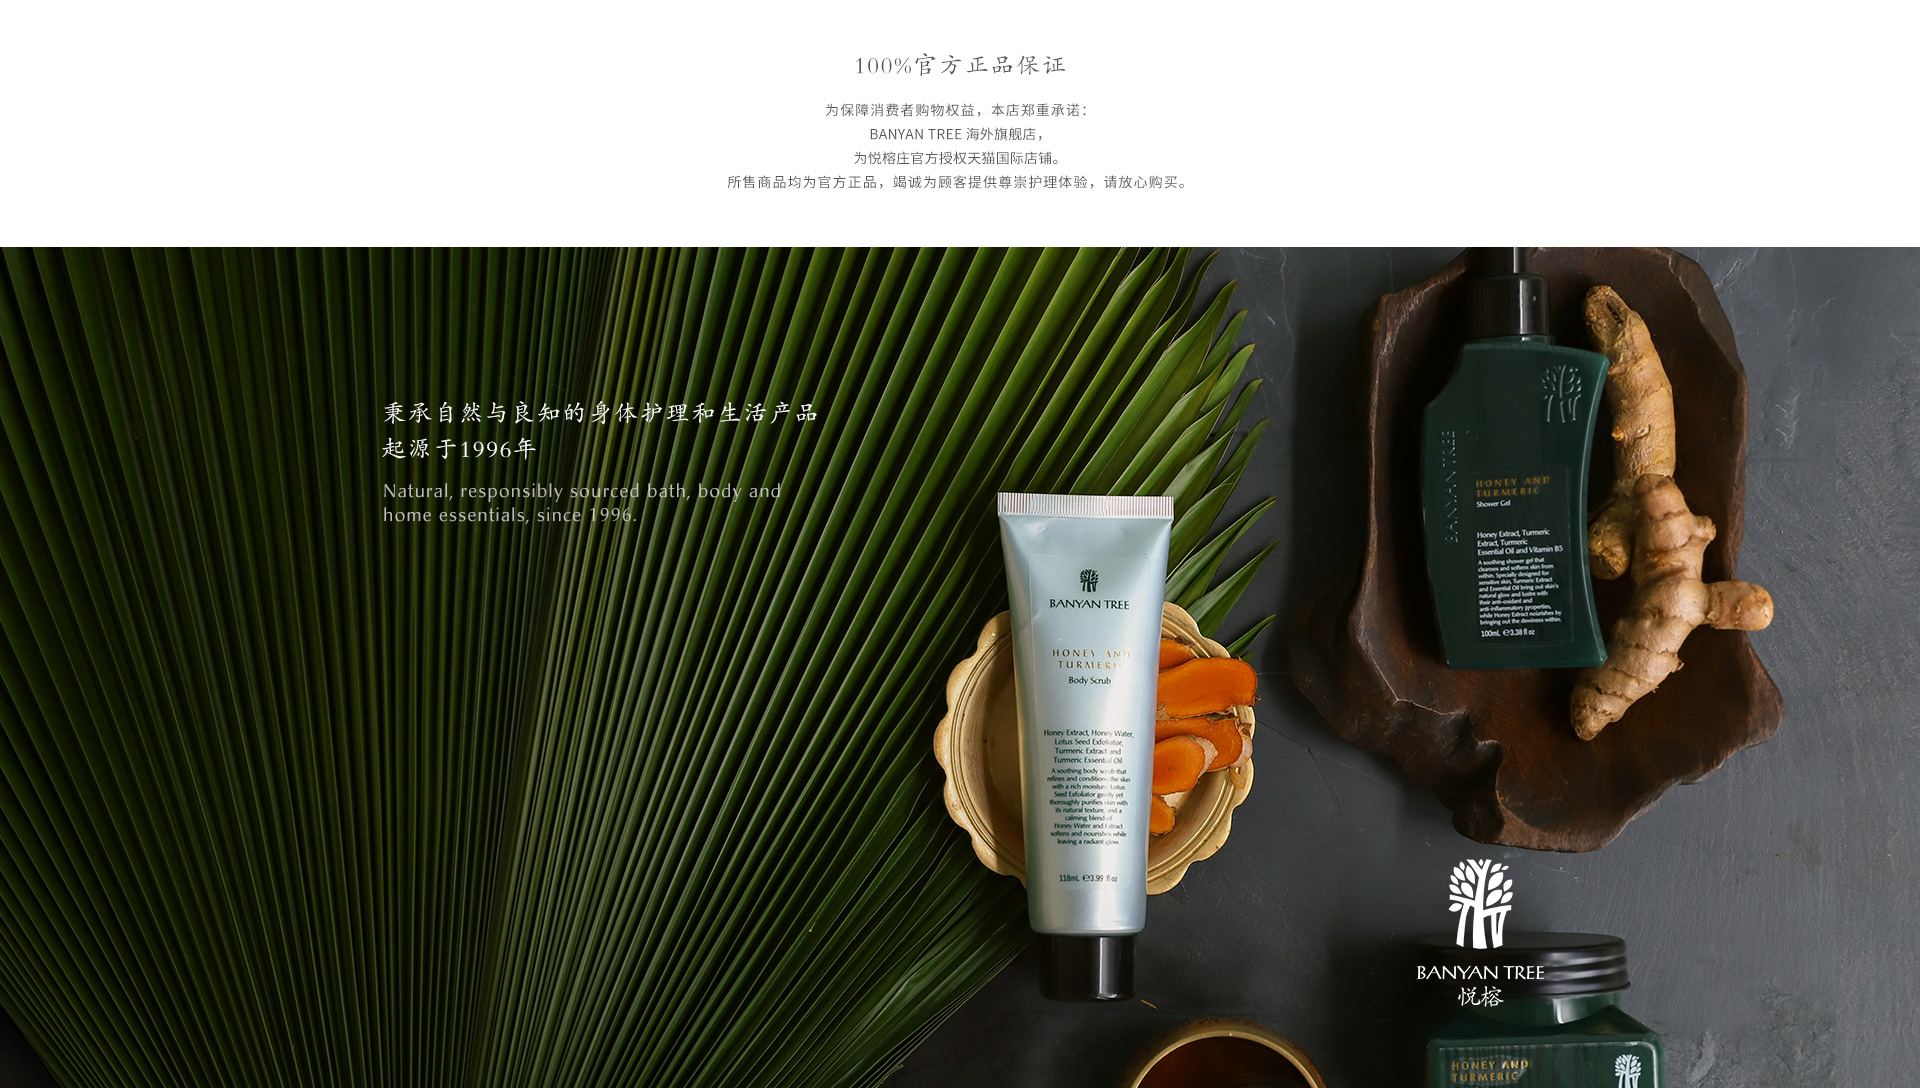 100%官方正品保证
为保障消费者购物权益，本店郑重承诺：
BANYAN TREE 海外旗舰店，
为悦榕庄官方授权天猫国际店铺。
所售商品均为官方正品，竭诚为顾客提供尊崇护理体验，请放心购买。
秉承自然与良知的身体护理和生活产品
起源于1996年
Natural, responsibly sourced bath, body and
home essentials, since 1996.
BANYAN TREE
HONEY AND
TURMERIC
Body Scrub
Honey Extract, Honey Water,
Lotus Seed Exfoliator,
Turmeric Extract and
Turmeric Essential Oil
A soothing body scrub that
refines and conditions the skin
with a rich moisture. Lotus
Seed Exfoliator gently yet
thoroughly purifies skin with
its natural texture, and a
calming blend of
Honey Water and Extract
softens and nourishes while
leaving a radiant glow.
118mL ℮3.99 fl oz
BANYAN TREE
HONEY AND
TURMERIC
Shower Gel
Honey Extract, Turmeric
Extract, Turmeric
Essential Oil and Vitamin B5
A soothing shower gel that
cleanses and softens skin from
within. Specially designed for
sensitive skin, Turmeric Extract
and Essential Oil bring out skin's
natural glow and lustre with
their anti-oxidant and
anti-inflammatory properties,
while Honey Extract nourishes by
bringing out the dewiness within.
100mL ℮3.38 fl oz
BANYAN TREE
悦榕
HONEY AND
TURMERIC